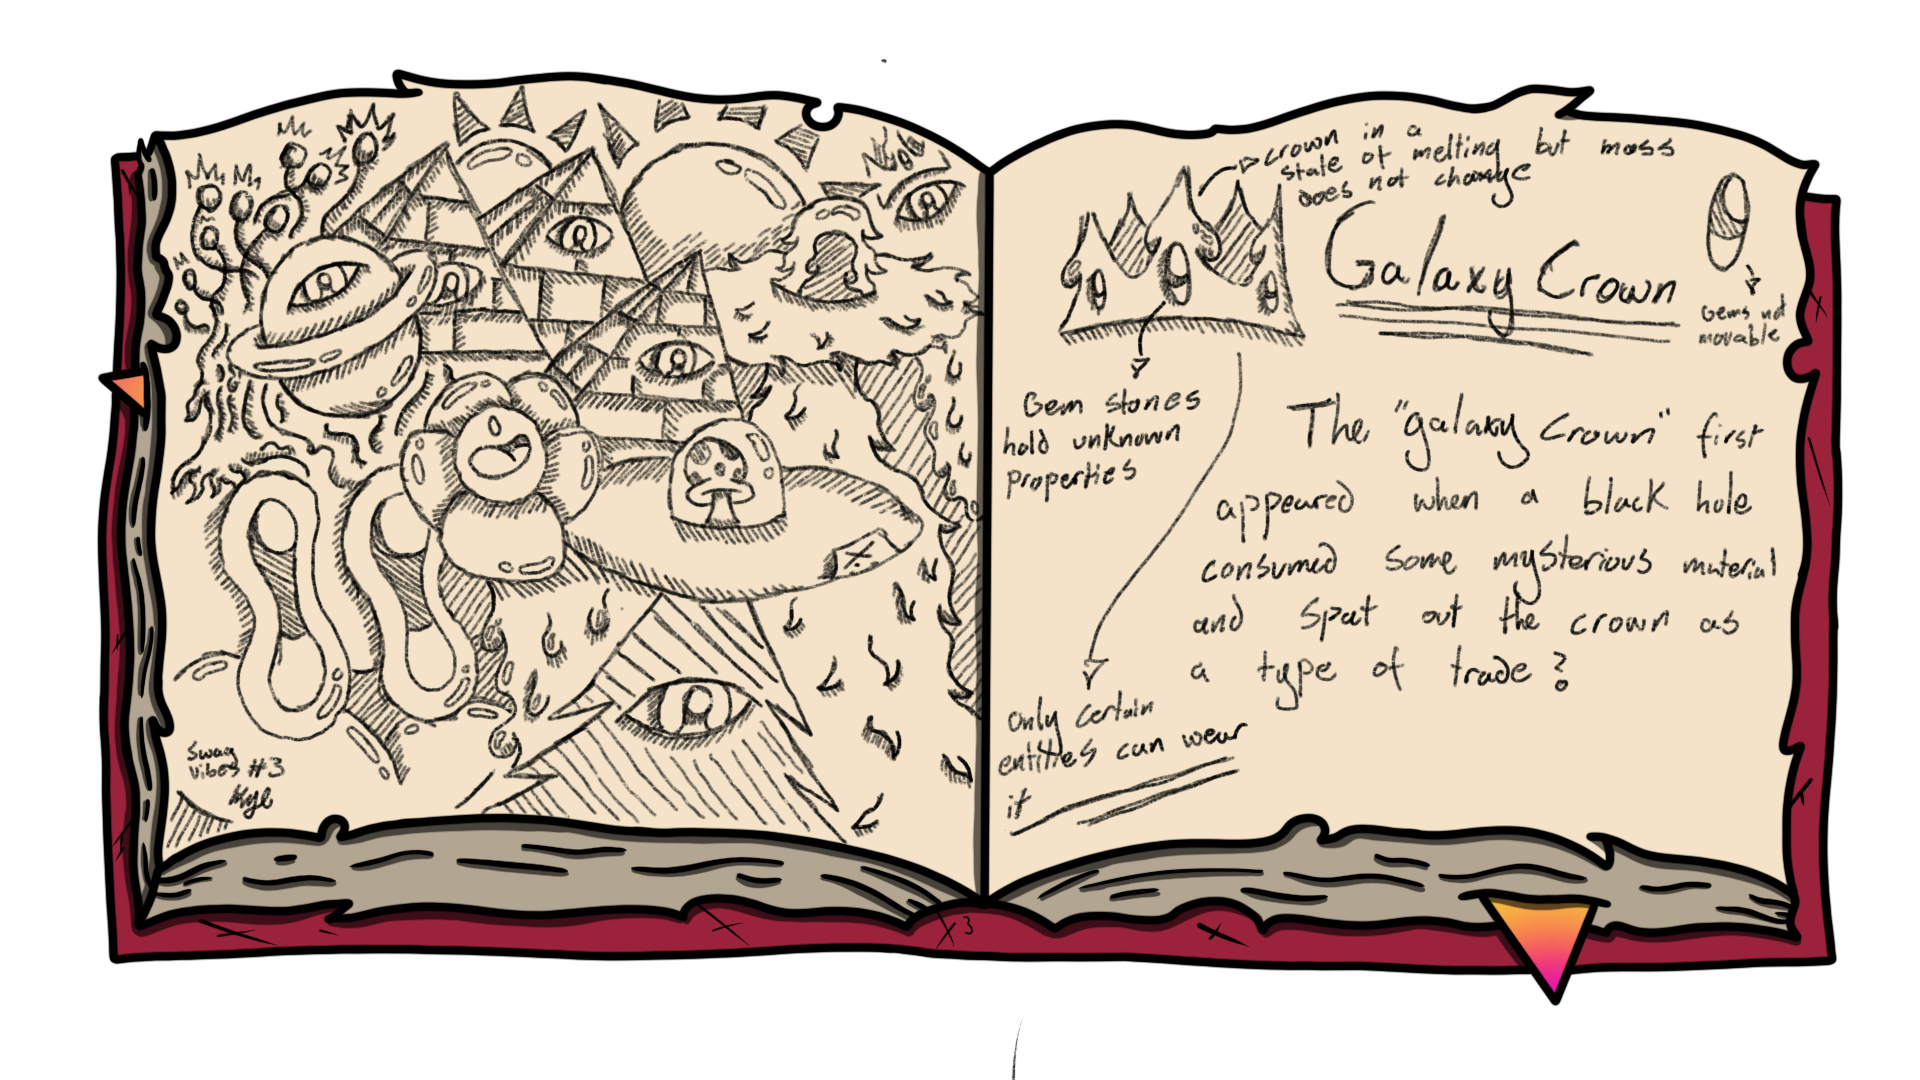 Swag
Vibes #3
Kyle
crown in a
state of melting but mass
does not change
Galaxy Crown
Gems not
movable
Gem stones
hold unknown
properties
The "galaxy Crown" first
appeared when a black hole
consumed some mysterious material
and spat out the crown as
a type of trade?
Only certain
entities can wear
it
X3